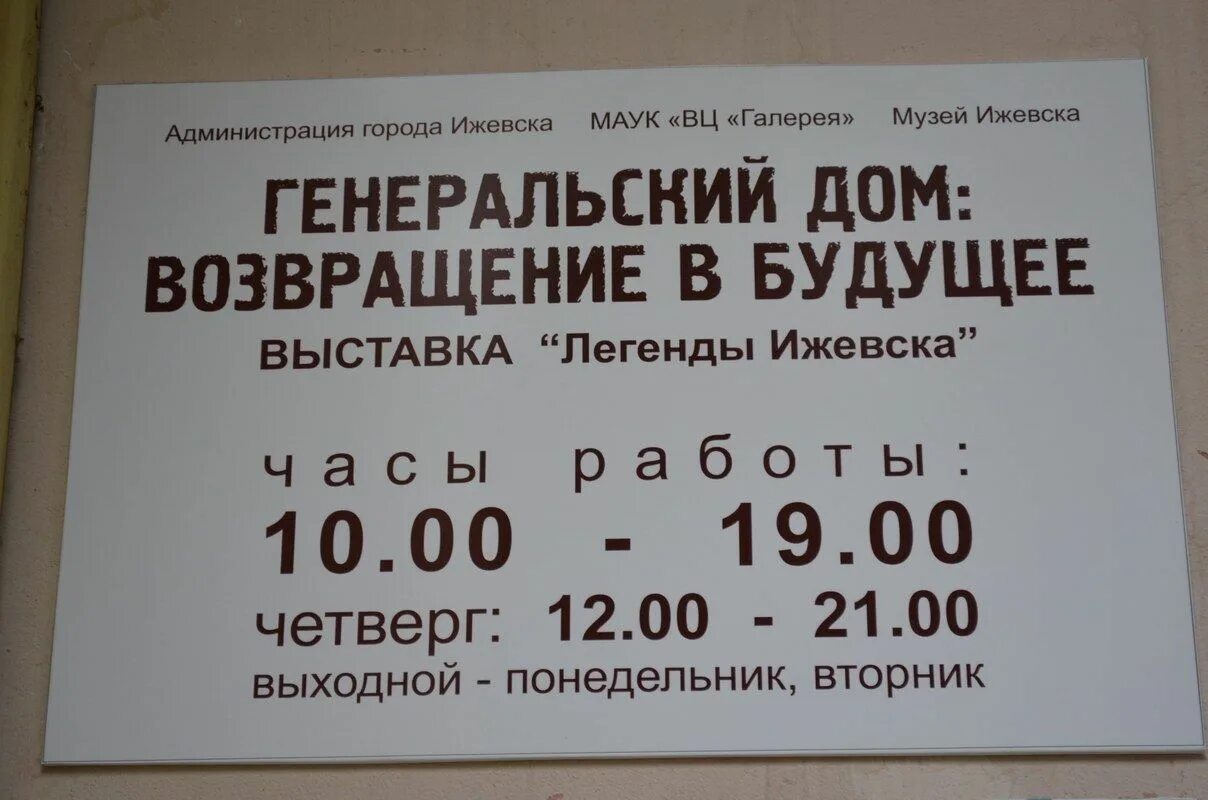 Администрация города Ижевска МАУК «ВЦ «Галерея» Музей Ижевска
ГЕНЕРАЛЬСКИЙ ДОМ:
ВОЗВРАЩЕНИЕ В БУДУЩЕЕ
ВЫСТАВКА “Легенды Ижевска”
часы работы:
10.00 - 19.00
четверг: 12.00 - 21.00
выходной - понедельник, вторник